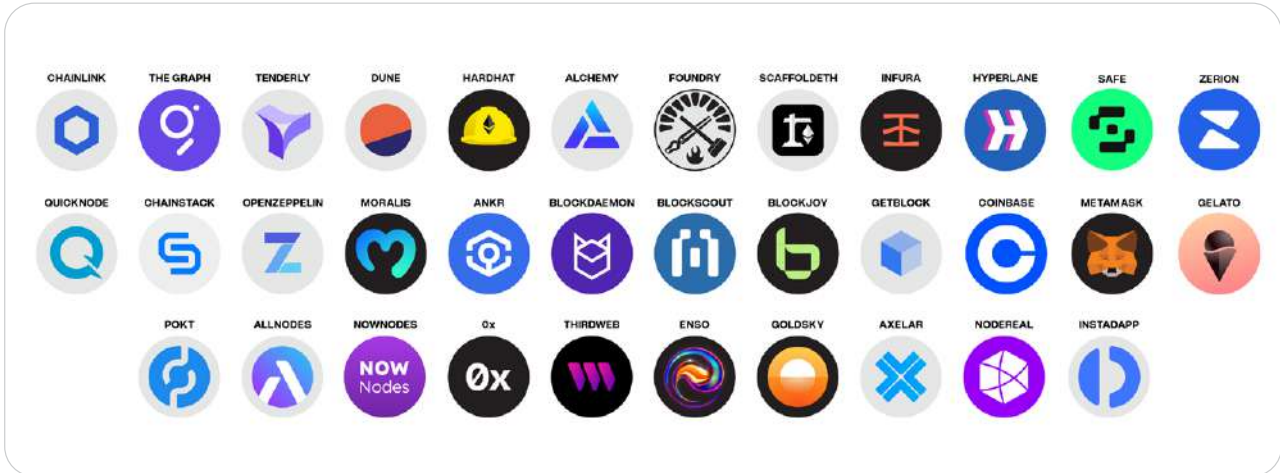 CHAINLINK THE GRAPH TENDERLY DUNE HARDHAT ALCHEMY FOUNDRY SCAFFOLDETH INFURA HYPERLANE SAFE ZERION
QUICKNODE CHAINSTACK OPENZEPPELIN MORALIS ANKR BLOCKDAEMON BLOCKSCOUT BLOCKJOY GETBLOCK COINBASE METAMASK GELATO
POKT ALLNODES NOWNODES 0x THIRDWEB ENSO GOLDSKY AXELAR NODEREAL INSTADAPP
NOW
Nodes
0x